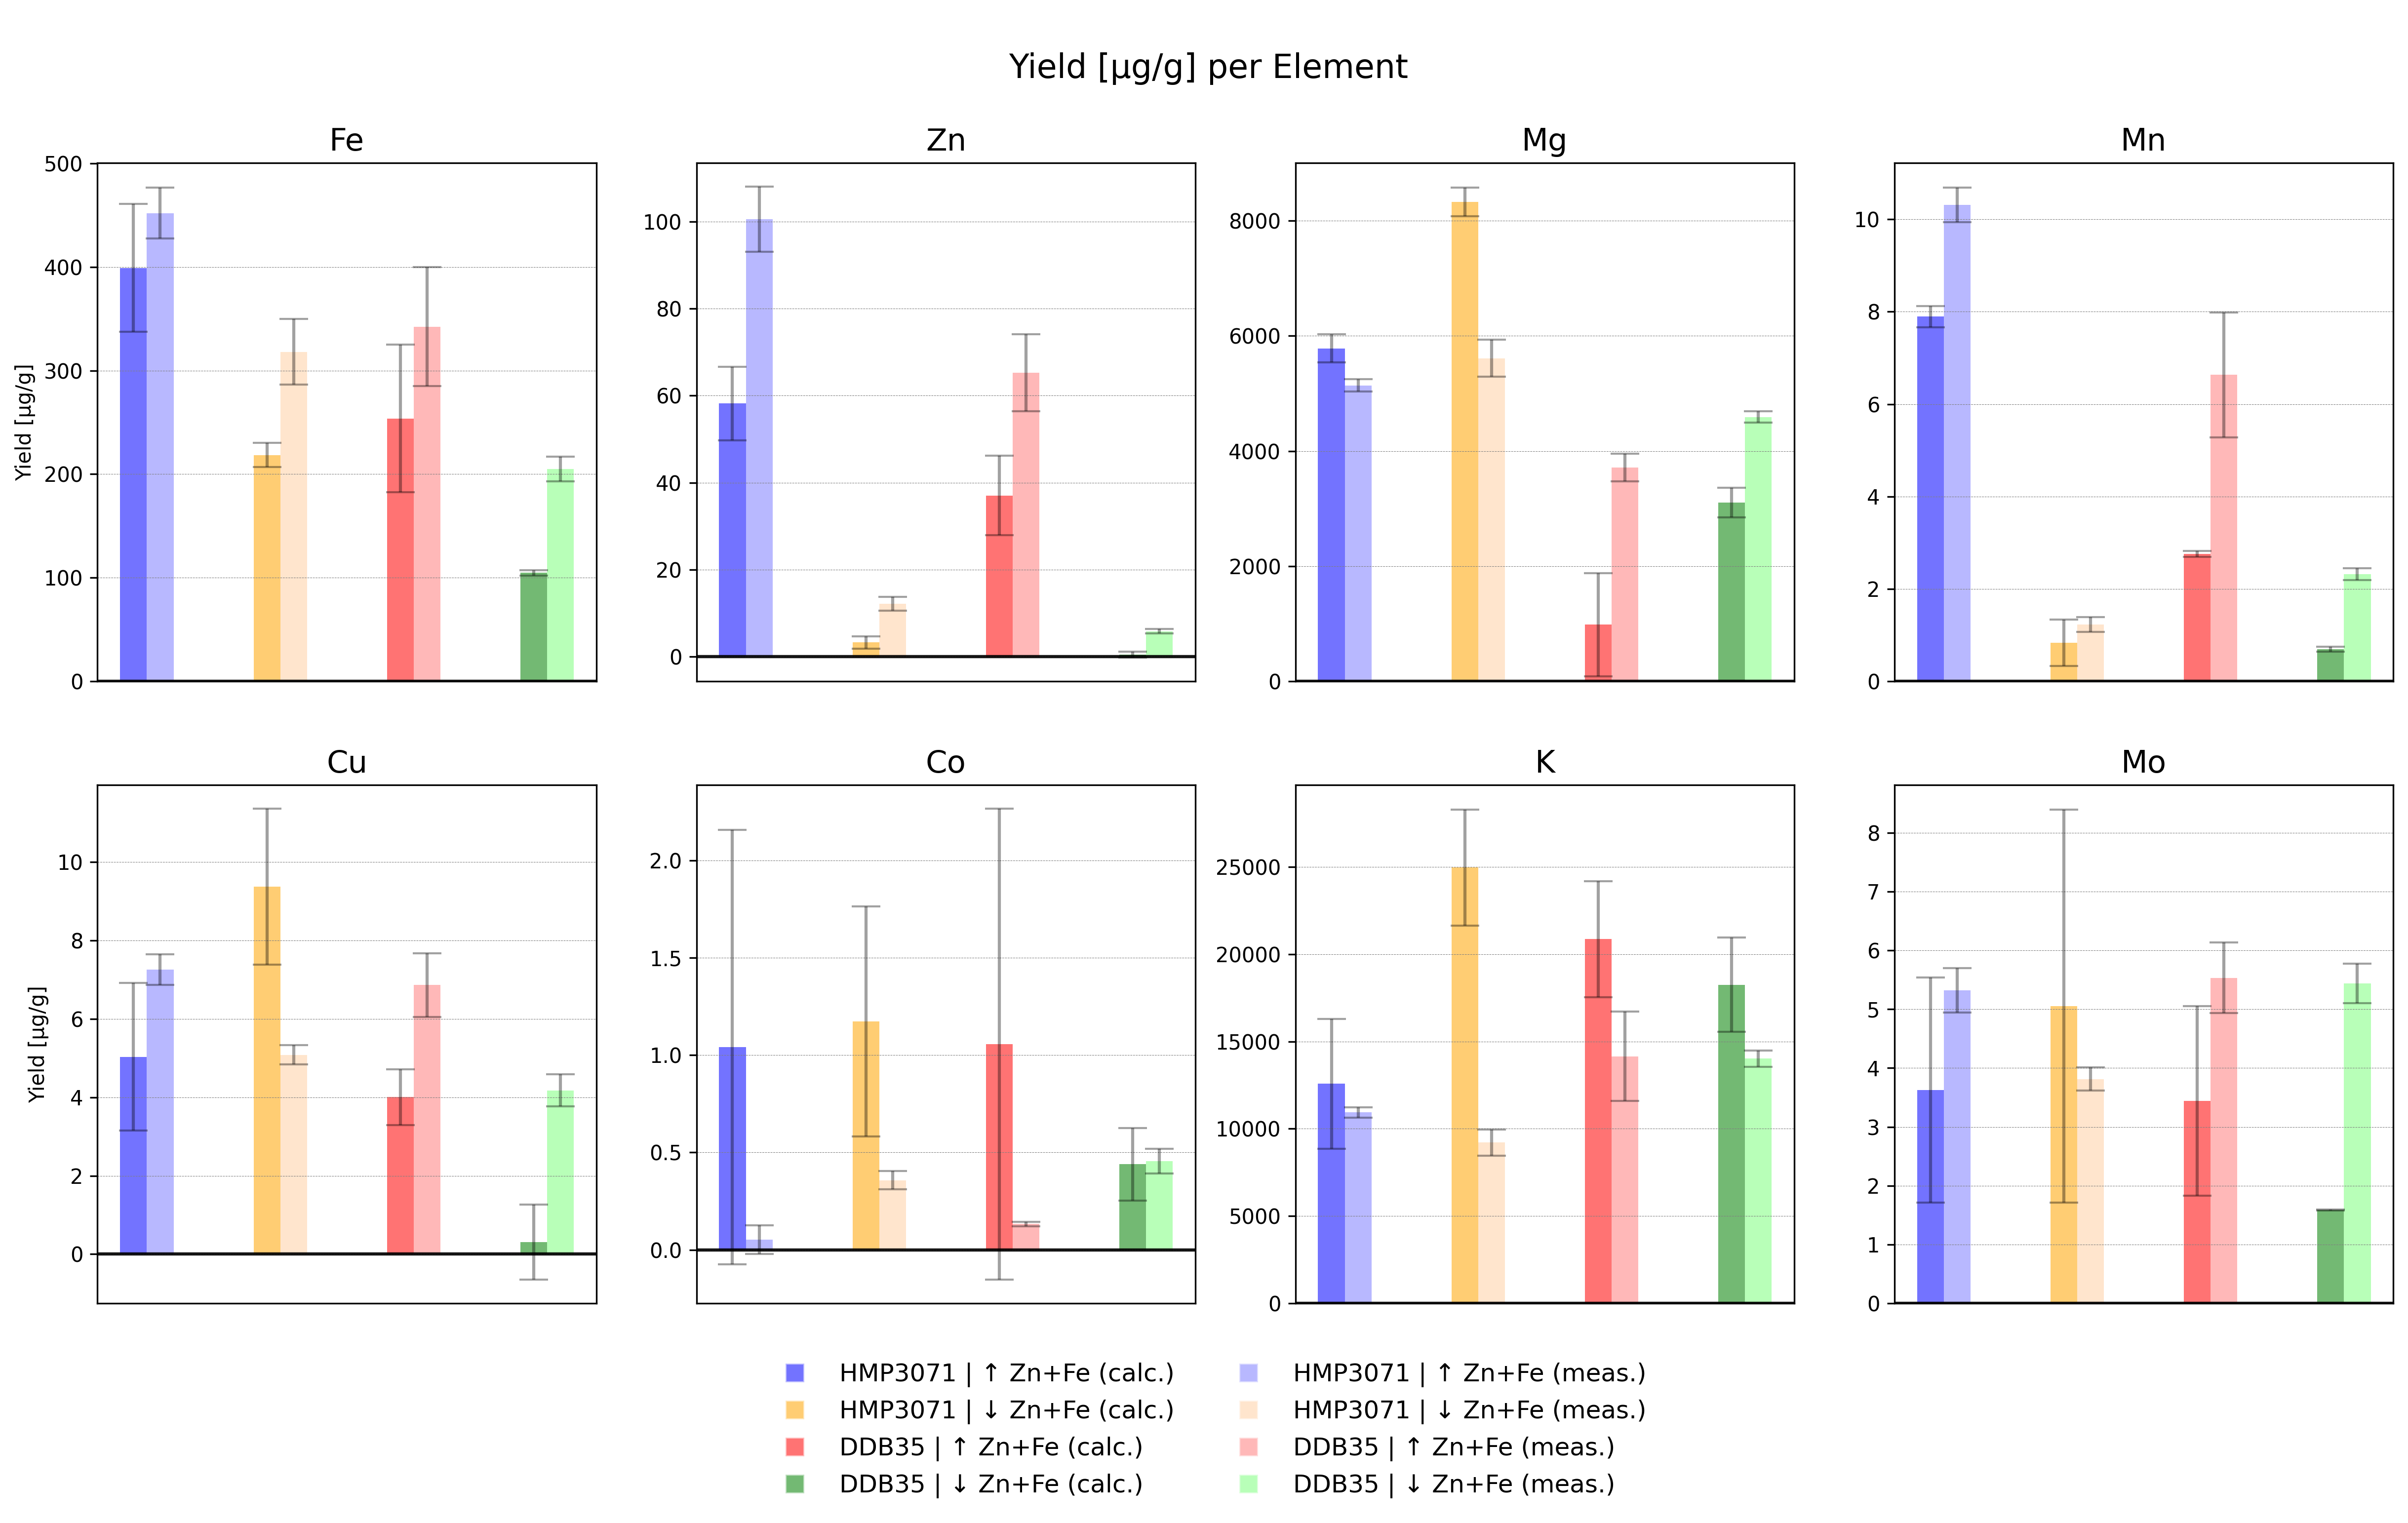 Yield [µg/g] per Element
Fe
Zn
Mg
Mn
500
400
300
200
100
0
Yield [µg/g]
100
80
60
40
20
0
8000
6000
4000
2000
0
10
8
6
4
2
0
Cu
Co
K
Mo
10
8
6
4
2
0
Yield [µg/g]
2.0
1.5
1.0
0.5
0.0
25000
20000
15000
10000
5000
0
8
7
6
5
4
3
2
1
0
HMP3071 | ↑ Zn+Fe (calc.)
HMP3071 | ↓ Zn+Fe (calc.)
DDB35 | ↑ Zn+Fe (calc.)
DDB35 | ↓ Zn+Fe (calc.)
HMP3071 | ↑ Zn+Fe (meas.)
HMP3071 | ↓ Zn+Fe (meas.)
DDB35 | ↑ Zn+Fe (meas.)
DDB35 | ↓ Zn+Fe (meas.)